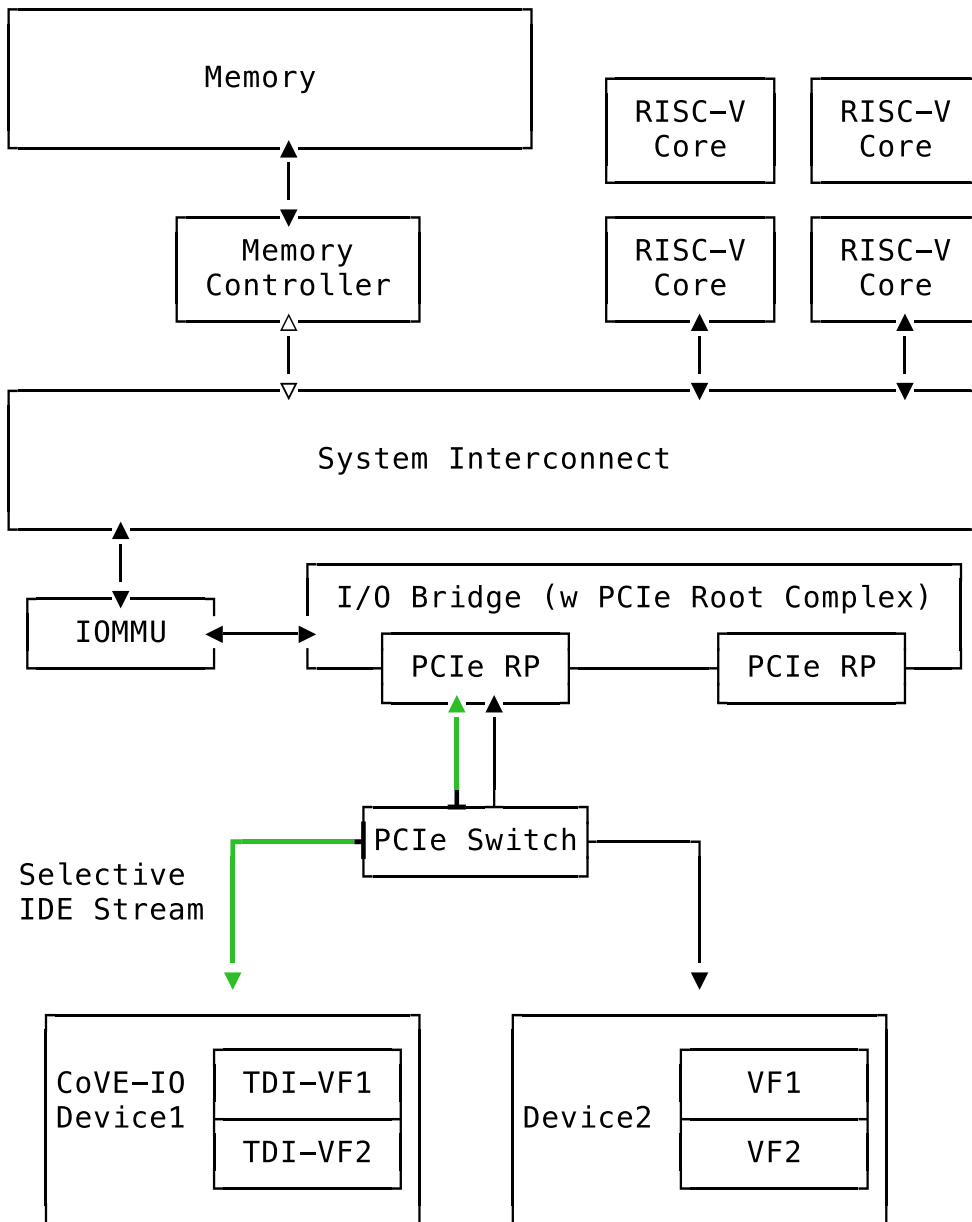 Memory
RISC-V
Core
RISC-V
Core
Memory
Controller
RISC-V
Core
RISC-V
Core
System Interconnect
I/O Bridge (w PCIe Root Complex)
IOMMU
PCIe RP
PCIe RP
PCIe Switch
Selective
IDE Stream
CoVE-IO
Device1
TDI-VF1
TDI-VF2
Device2
VF1
VF2